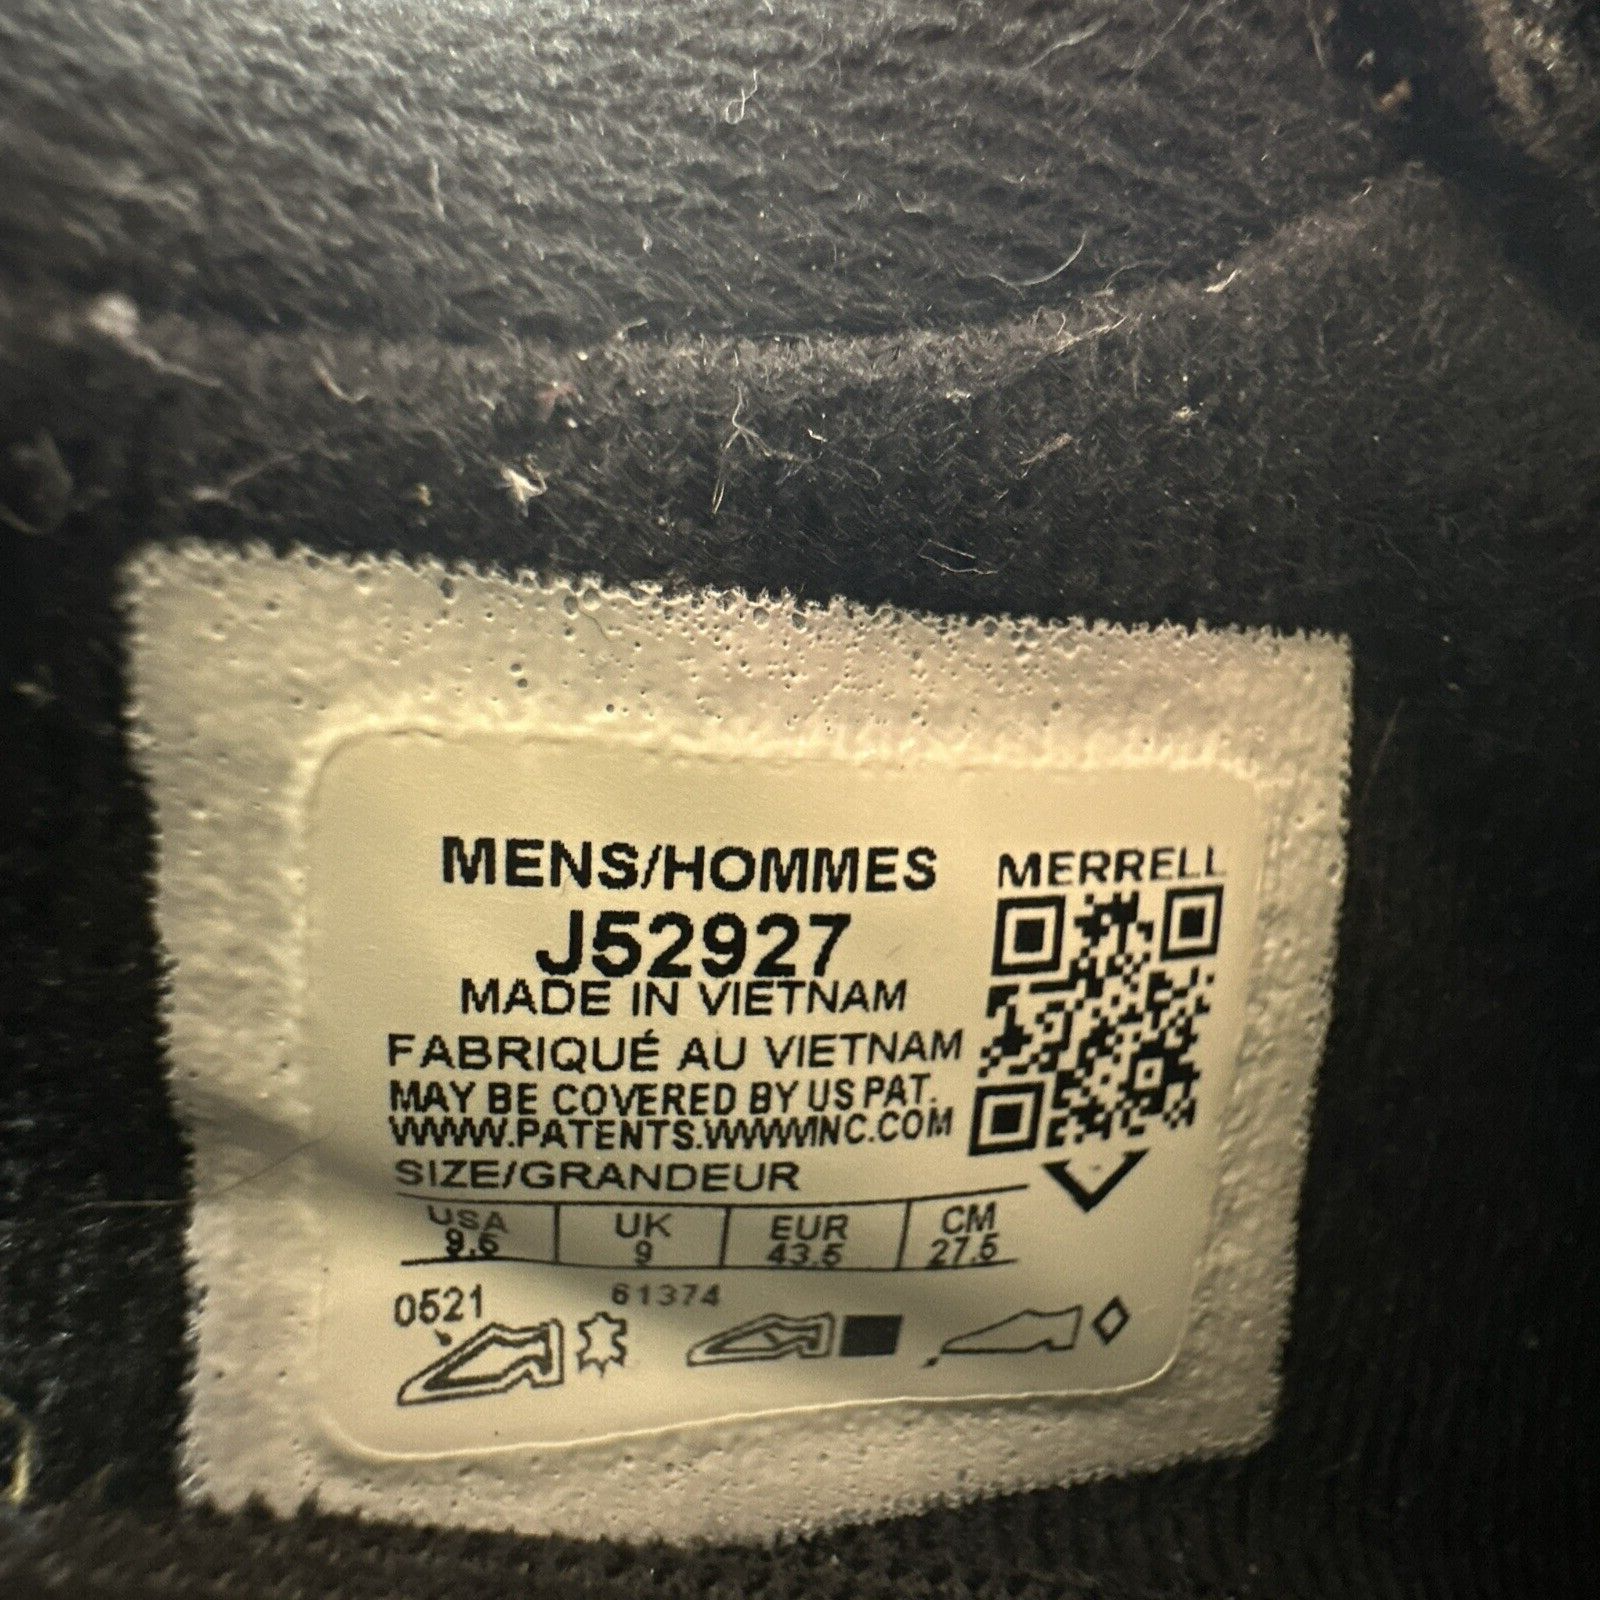 MENS/HOMMES
MERRELL
J52927
MADE IN VIETNAM
FABRIQUÉ AU VIETNAM
MAY BE COVERED BY US PAT.
WWW.PATENTS.WWWINC.COM
SIZE/GRANDEUR
USA UK EUR CM
9.5 9 43.5 27.5
0521 61374